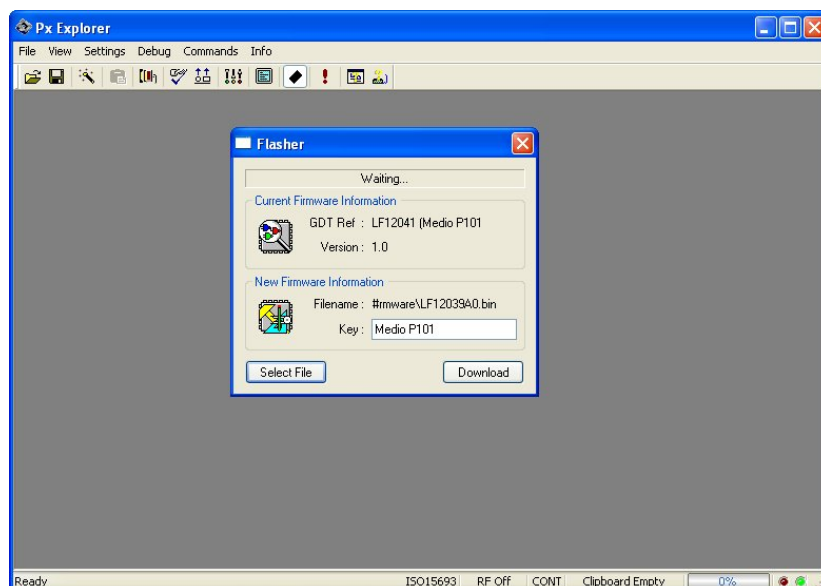 Px Explorer
File View Settings Debug Commands Info
Flasher
Waiting...
Current Firmware Information
GDT Ref : LF12041 (Medio P101
Version : 1.0
New Firmware Information
Filename : #rmware\LF12039A0.bin
Key : Medio P101
Select File Download
Ready ISO15693 RF Off CONT Clipboard Empty 0%